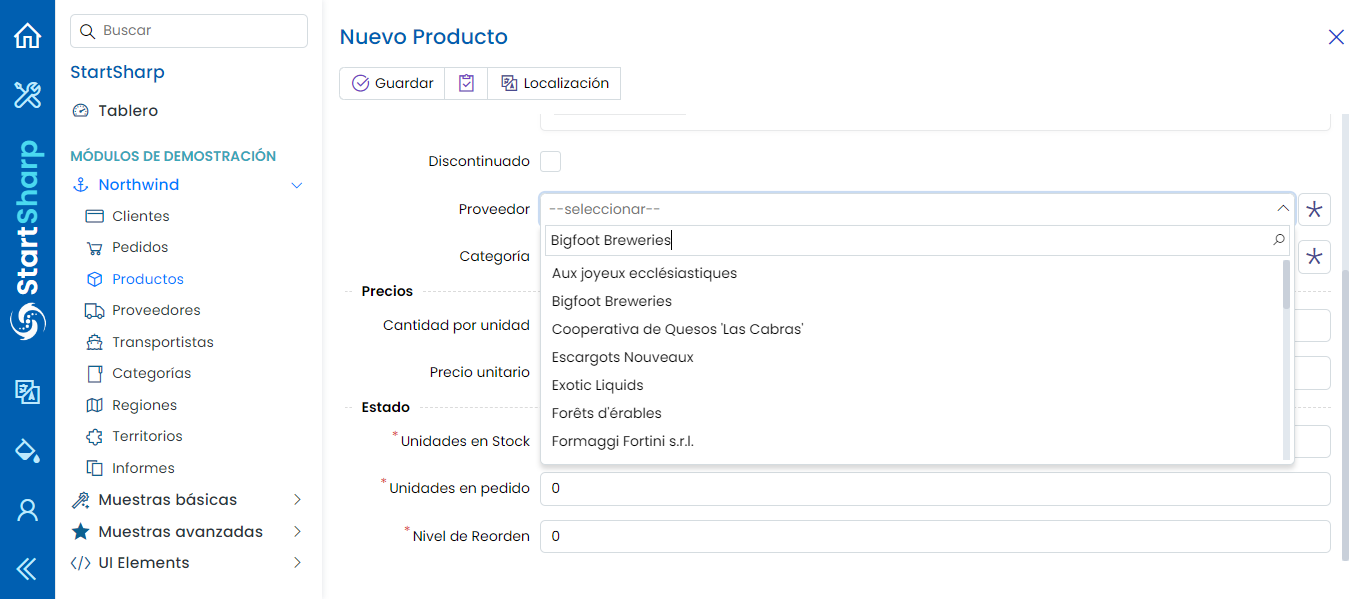 Buscar
StartSharp
Tablero
MÓDULOS DE DEMOSTRACIÓN
Northwind
Clientes
Pedidos
Productos
Proveedores
Transportistas
Categorías
Regiones
Territorios
Informes
Muestras básicas
Muestras avanzadas
UI Elements
StartSharp
Nuevo Producto
Guardar
Localización
Discontinuado
Proveedor
--seleccionar--
Bigfoot Breweries
Aux joyeux ecclésiastiques
Bigfoot Breweries
Cooperativa de Quesos 'Las Cabras'
Escargots Nouveaux
Exotic Liquids
Forêts d'érables
Formaggi Fortini s.r.l.
Categoría
Precios
Cantidad por unidad
Precio unitario
Estado
*Unidades en Stock
*Unidades en pedido 0
*Nivel de Reorden 0